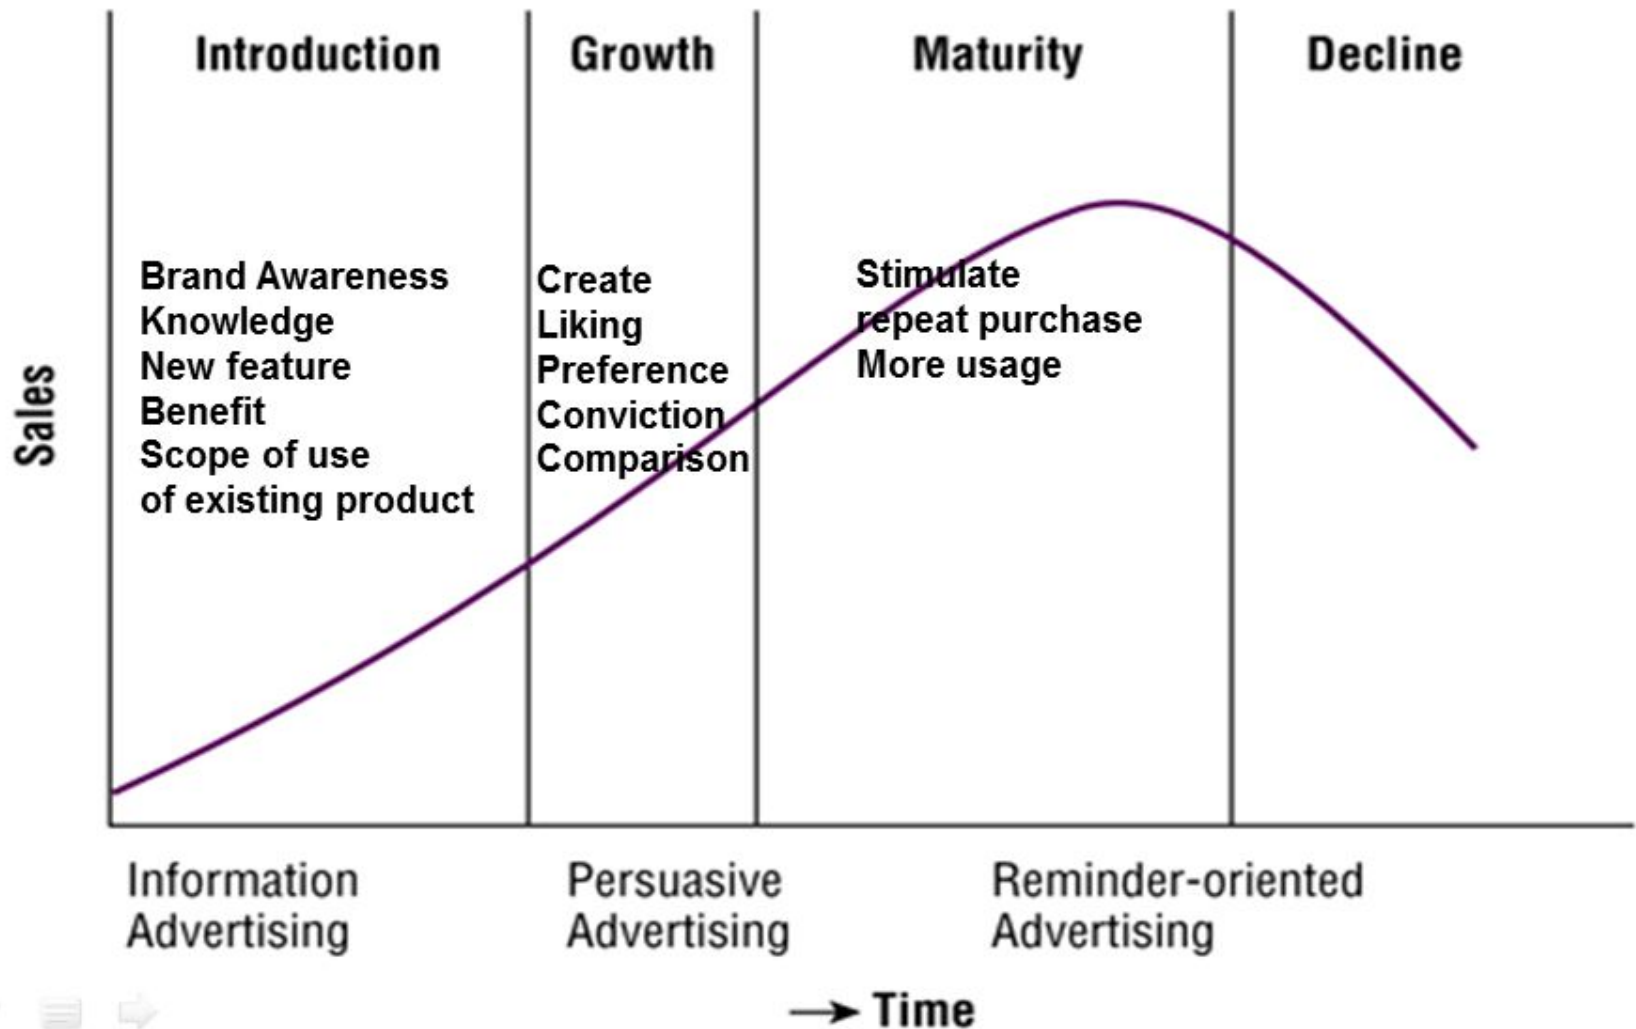 Introduction
Growth
Maturity
Decline
Brand Awareness
Knowledge
New feature
Benefit
Scope of use
of existing product
Create
Liking
Preference
Conviction
Comparison
Stimulate
repeat purchase
More usage
Sales
Information
Advertising
Persuasive
Advertising
Reminder-oriented
Advertising
Time